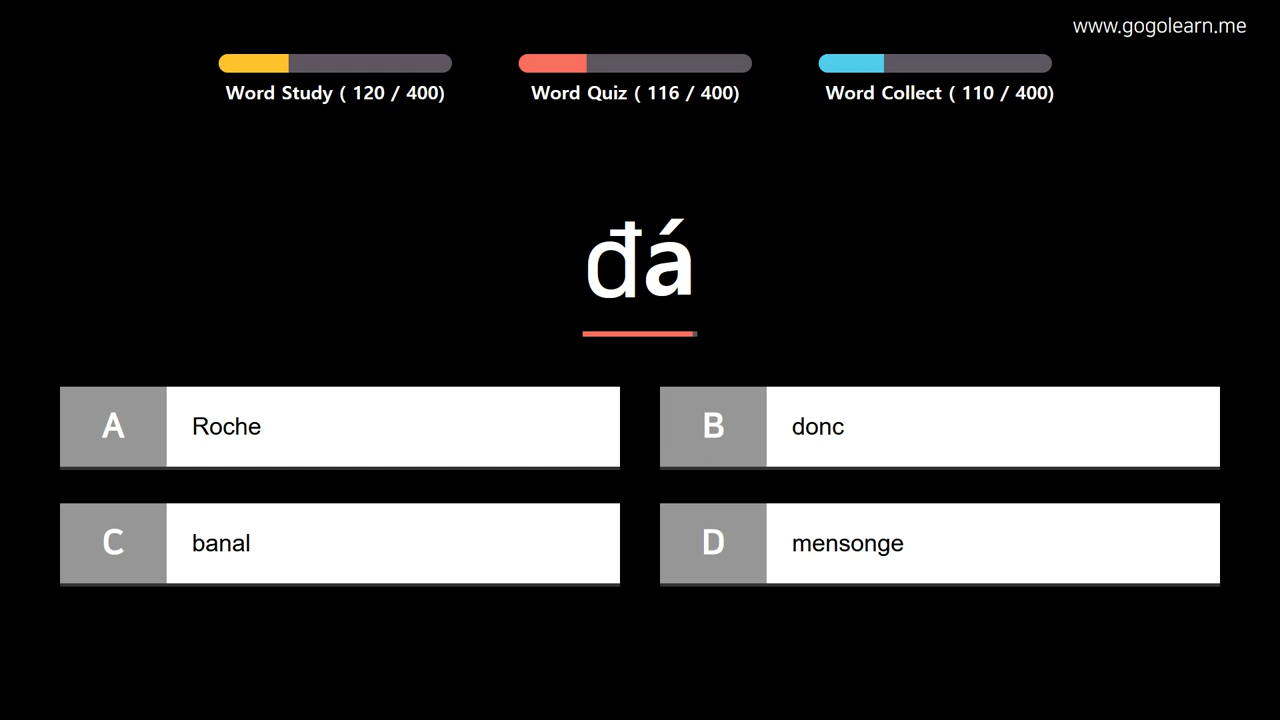 www.gogolearn.me
Word Study ( 120 / 400)
Word Quiz ( 116 / 400)
Word Collect ( 110 / 400)
đá
A Roche
B donc
C banal
D mensonge